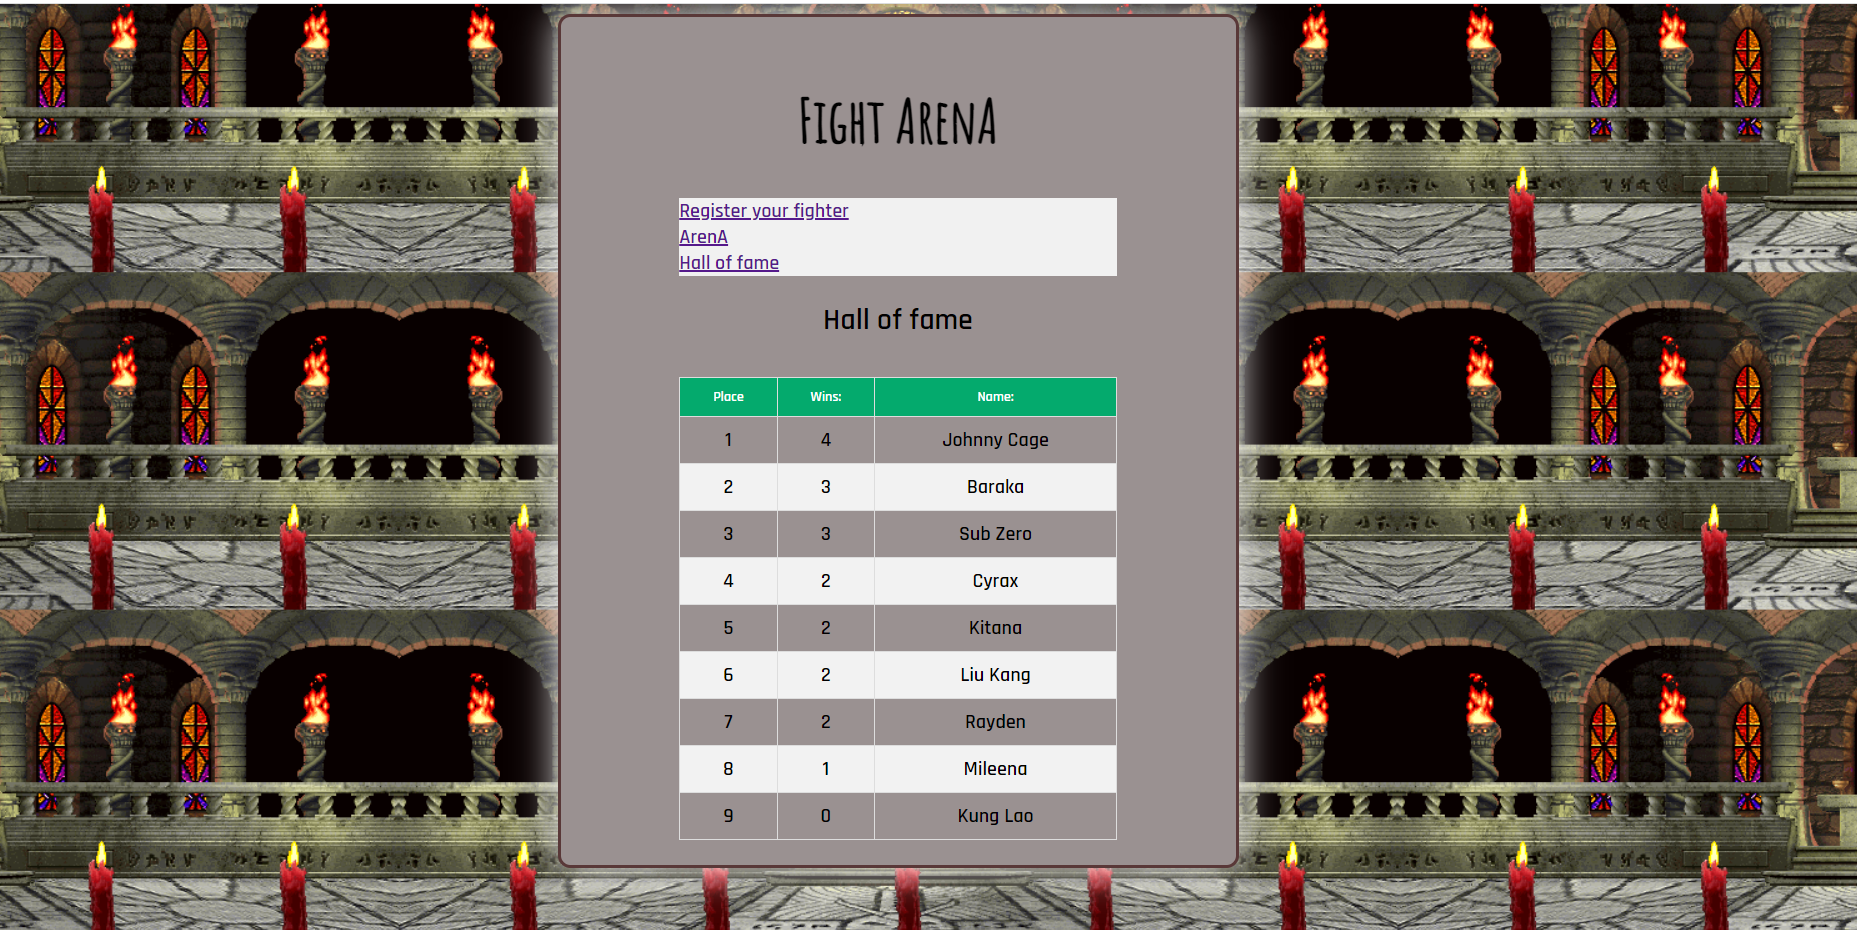 Fight ArenA
Register your fighter
ArenA
Hall of fame
Hall of fame
Place Wins: Name:
1 4 Johnny Cage
2 3 Baraka
3 3 Sub Zero
4 2 Cyrax
5 2 Kitana
6 2 Liu Kang
7 2 Rayden
8 1 Mileena
9 0 Kung Lao